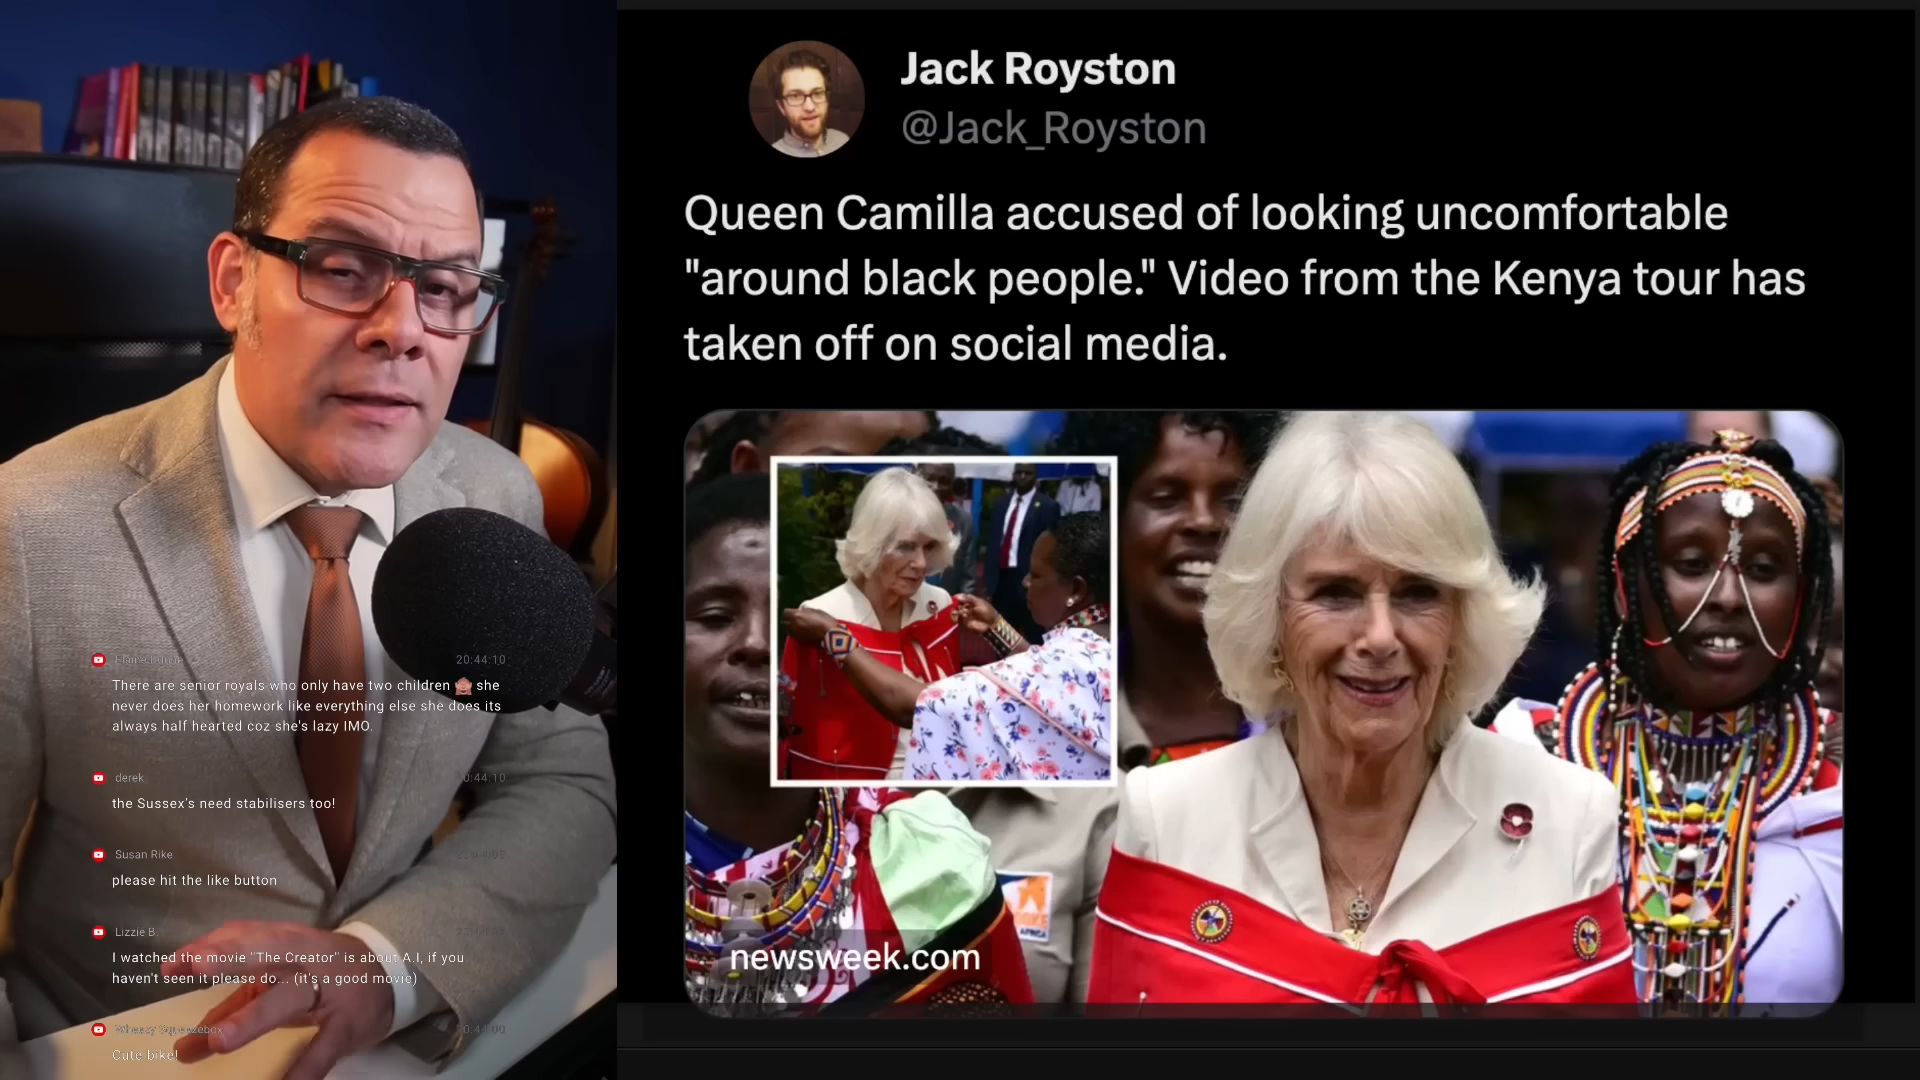 Jack Royston
@Jack_Royston
Queen Camilla accused of looking uncomfortable
"around black people." Video from the Kenya tour has
taken off on social media.
newsweek.com
AFRICA
20:44:10
There are senior royals who only have two children 🙈 she
never does her homework like everything else she does its
always half hearted coz she's lazy IMO.
derek
the Sussex's need stabilisers too!
Susan Rike
please hit the like button
Lizzie B.
I watched the movie "The Creator" is about A.I, if you
haven't seen it please do... (it's a good movie)
Wheezy Squeezebox
Cute bike!